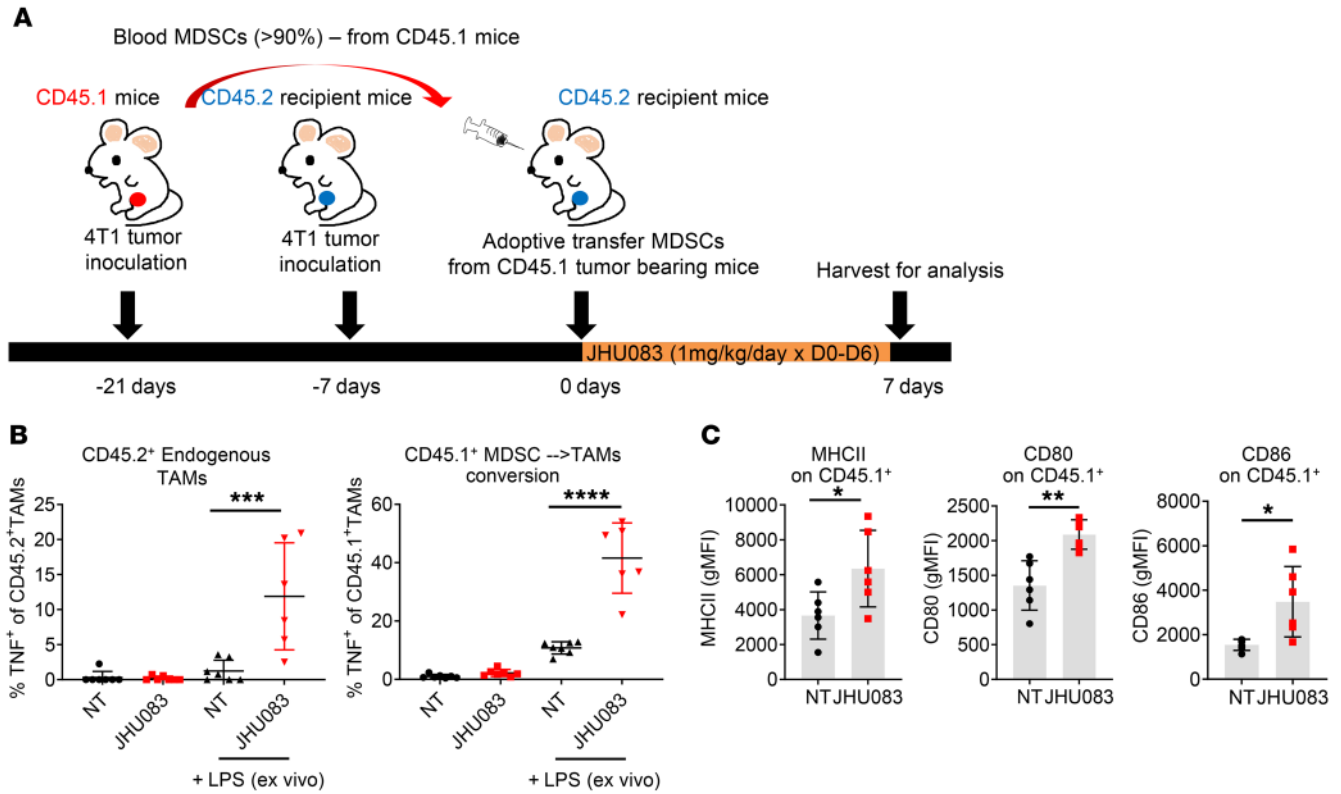 A
Blood MDSCs (>90%) – from CD45.1 mice
CD45.1 mice
CD45.2 recipient mice
CD45.2 recipient mice
4T1 tumor
inoculation
4T1 tumor
inoculation
Adoptive transfer MDSCs
from CD45.1 tumor bearing mice
Harvest for analysis
JHU083 (1mg/kg/day x D0-D6)
-21 days
-7 days
0 days
7 days
B
CD45.2+ Endogenous
TAMs
% TNF+ of CD45.2+TAMs
25
20
15
10
5
0
***
NT
JHU083
NT
JHU083
+ LPS (ex vivo)
CD45.1+ MDSC -->TAMs
conversion
% TNF+ of CD45.1+TAMs
60
40
20
0
****
NT
JHU083
NT
JHU083
+ LPS (ex vivo)
C
MHCII
on CD45.1+
MHCII (gMFI)
10000
8000
6000
4000
2000
0
*
NT JHU083
CD80
on CD45.1+
CD80 (gMFI)
2500
2000
1500
1000
500
0
**
NT JHU083
CD86
on CD45.1+
CD86 (gMFI)
8000
6000
4000
2000
0
*
NT JHU083